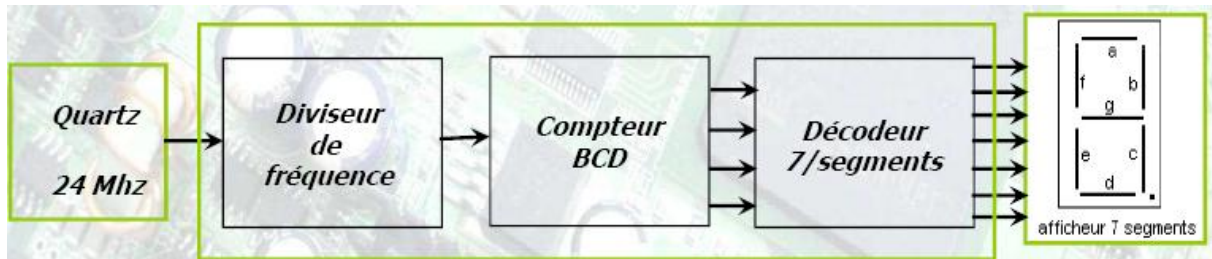 Quartz
24 Mhz
Diviseur
de
fréquence
Compteur
BCD
Décodeur
7/segments
a
f
b
g
e
c
d
afficheur 7 segments